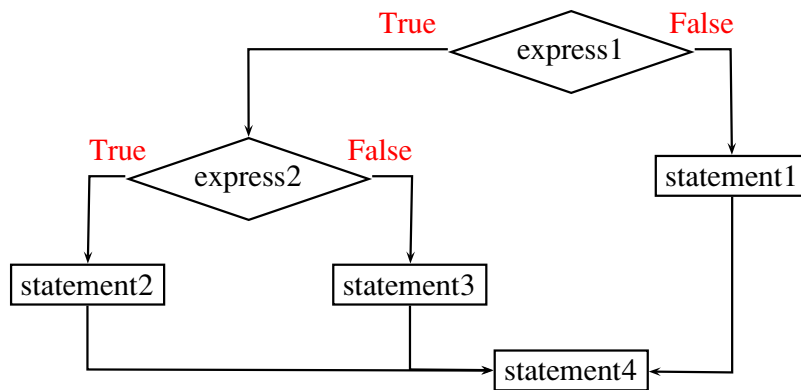 True
False
express1
True
False
express2
statement1
statement2
statement3
statement4